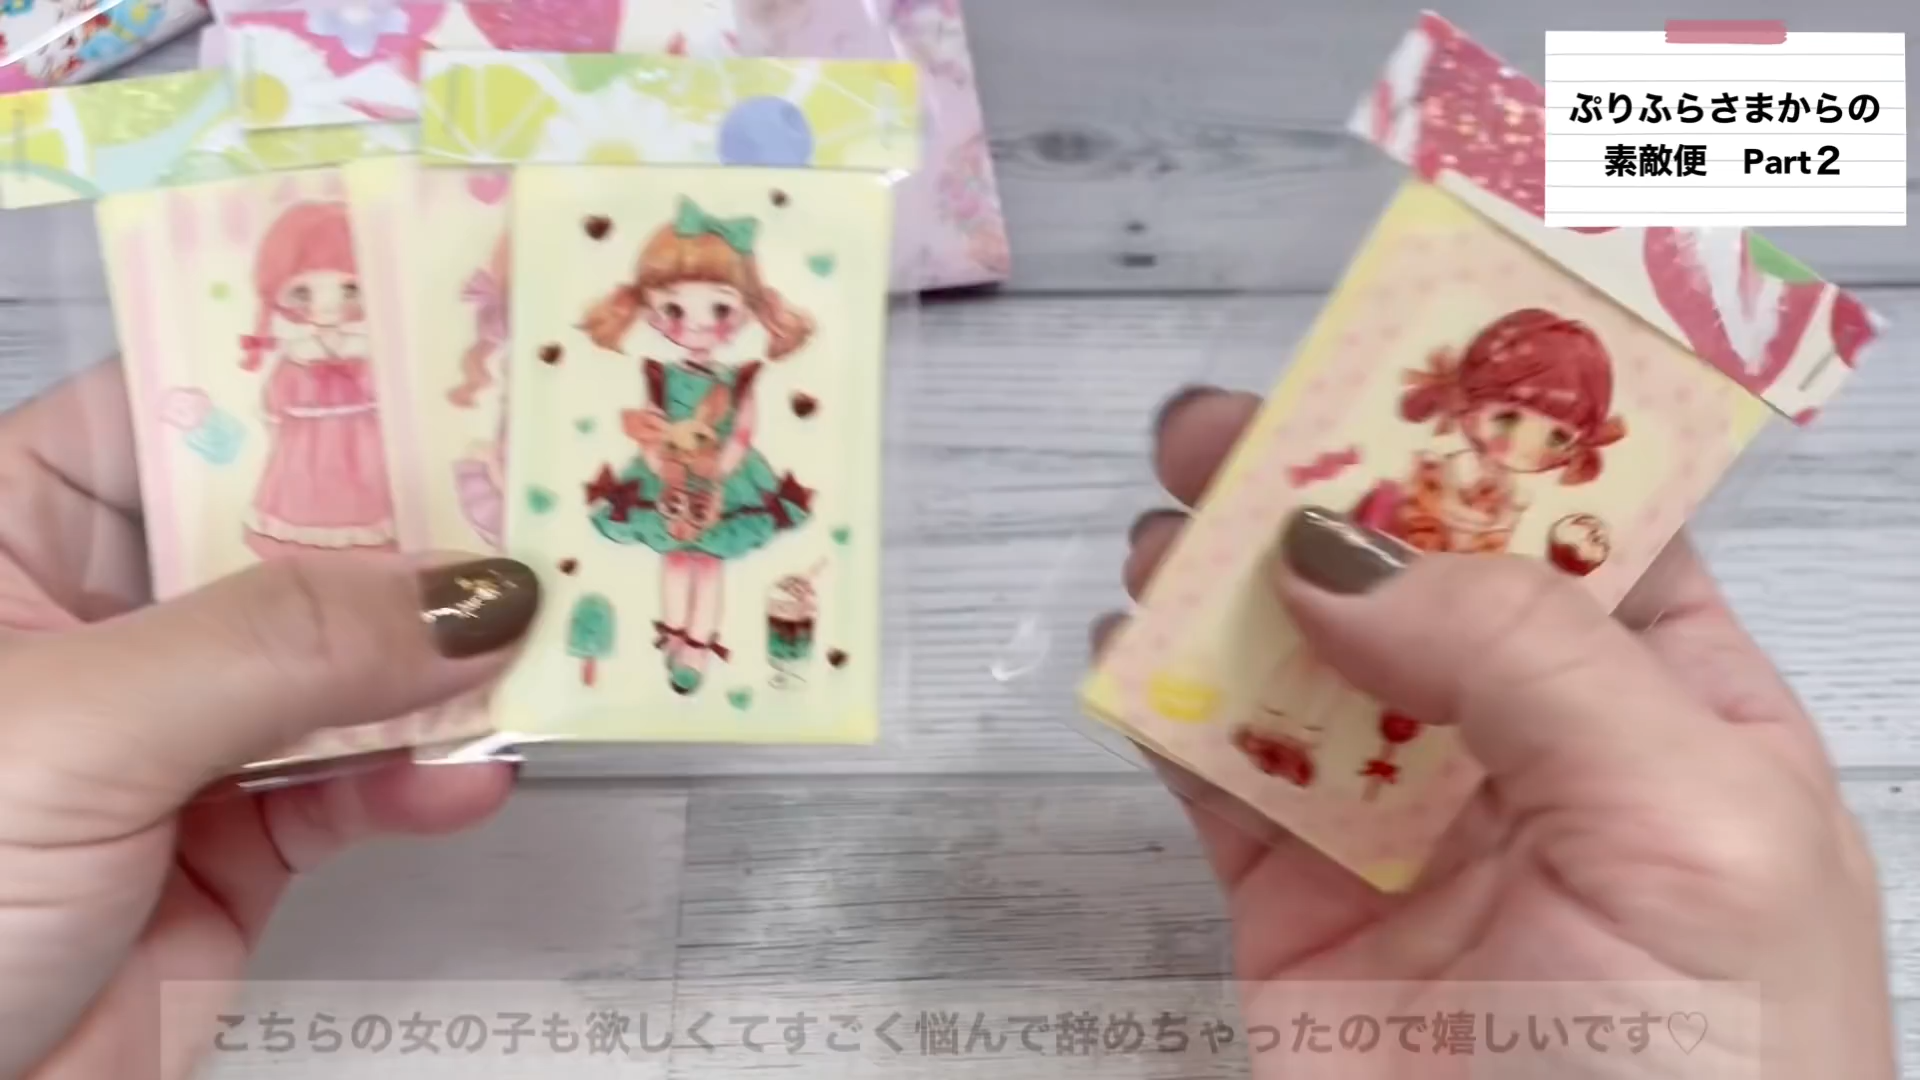 ぷりふらさまからの
素敵便　Part２
こちらの女の子も欲しくてすごく悩んで辞めちゃったので嬉しいです♡